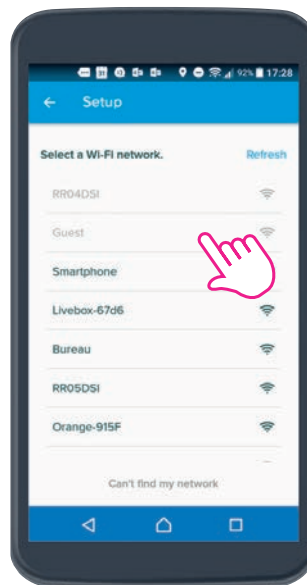 92% 17:28
Setup
Select a Wi-Fi network. Refresh
RR04DSI
Guest
Smartphone
Livebox-67d6
Bureau
RR05DSI
Orange-915F
Can't find my network